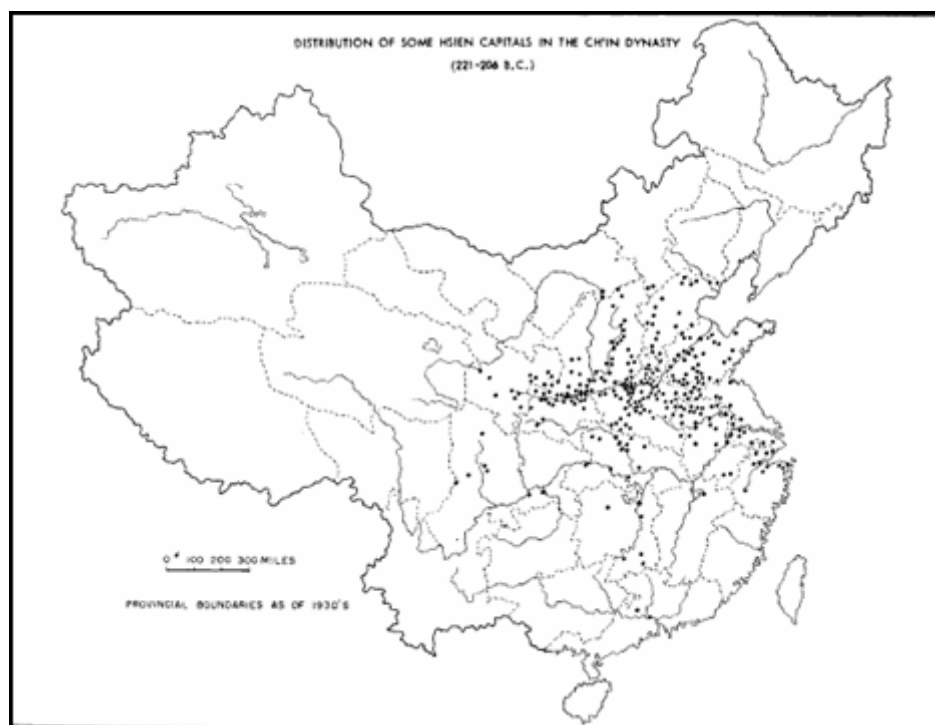 DISTRIBUTION OF SOME HSIEN CAPITALS IN THE CH'IN DYNASTY
(221-206 B.C.)
0 100 200 300 MILES
PROVINCIAL BOUNDARIES AS OF 1930'S